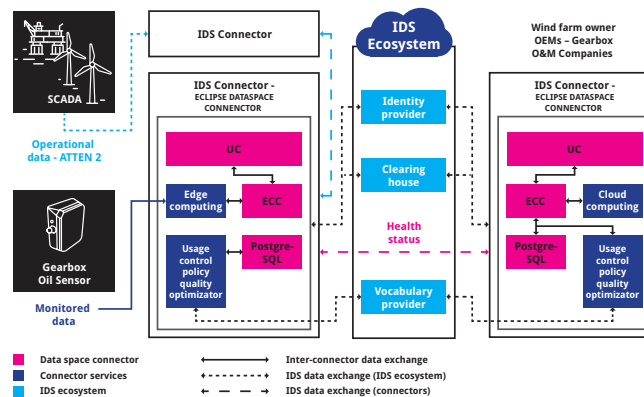 SCADA
Operational
data - ATTEN 2
Gearbox
Oil Sensor
Monitored
data
IDS Connector
IDS Connector -
ECLIPSE DATASPACE
CONNENCTOR
UC
Edge
computing
ECC
Usage
control
policy
quality
optimizator
Postgre-
SQL
IDS
Ecosystem
Identity
provider
Clearing
house
Health
status
Vocabulary
provider
Wind farm owner
OEMs – Gearbox
O&M Companies
IDS Connector -
ECLIPSE DATASPACE
CONNENCTOR
UC
ECC
Cloud
computing
Postgre-
SQL
Usage
control
policy
quality
optimizator
Data space connector
Connector services
IDS ecosystem
Inter-connector data exchange
IDS data exchange (IDS ecosystem)
IDS data exchange (connectors)